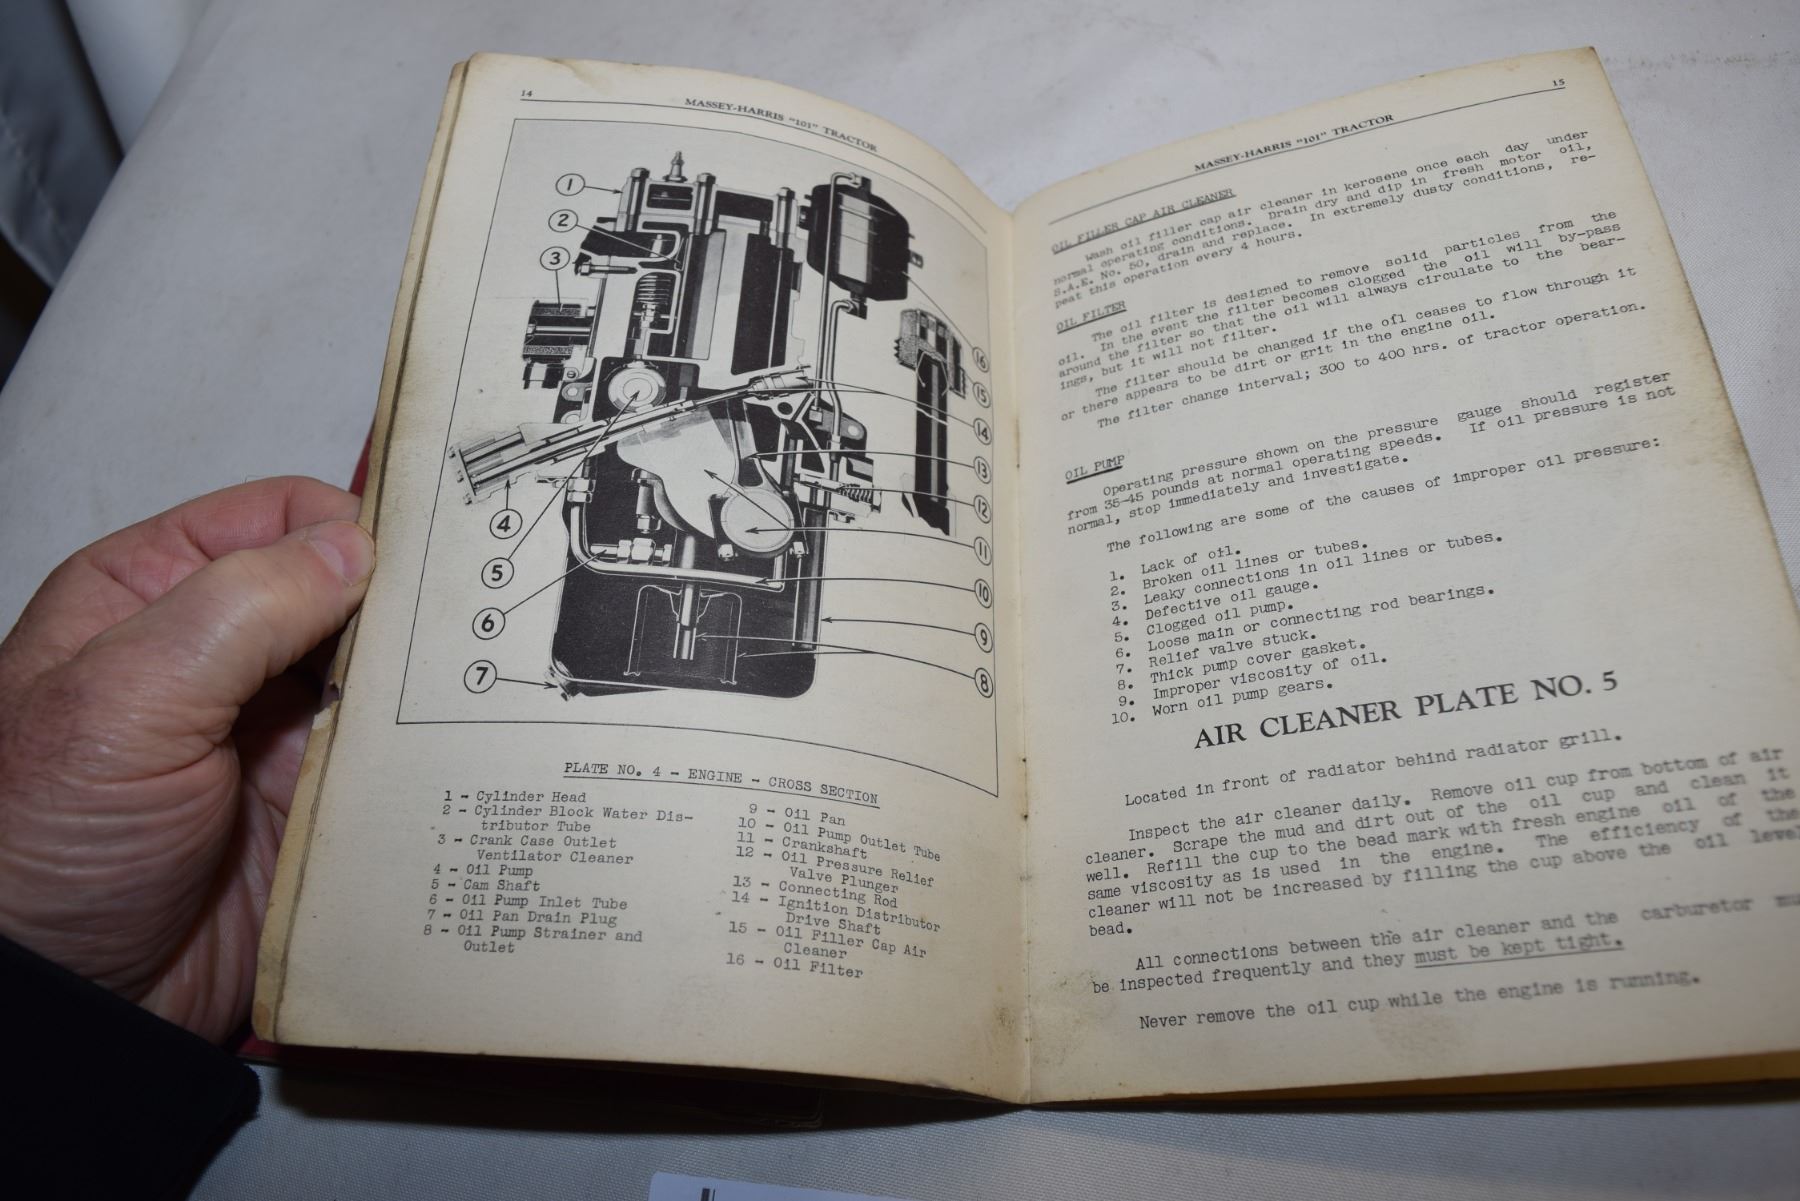 14
MASSEY-HARRIS "101" TRACTOR
1
2
3
4
5
6
7
16
15
14
13
12
11
10
9
8
PLATE NO. 4 - ENGINE - CROSS SECTION
1 - Cylinder Head
2 - Cylinder Block Water Dis-
tributor Tube
3 - Crank Case Outlet
Ventilator Cleaner
4 - Oil Pump
5 - Cam Shaft
6 - Oil Pump Inlet Tube
7 - Oil Pan Drain Plug
8 - Oil Pump Strainer and
Outlet
9 - Oil Pan
10 - Oil Pump Outlet Tube
11 - Crankshaft
12 - Oil Pressure Relief
Valve Plunger
13 - Connecting Rod
14 - Ignition Distributor
Drive Shaft
15 - Oil Filler Cap Air
Cleaner
16 - Oil Filter
15
MASSEY-HARRIS "101" TRACTOR
OIL FILLER CAP AIR CLEANER
Wash oil filler cap air cleaner in kerosene once each day under
normal operating conditions. Drain dry and dip in fresh motor oil,
S.A.E. No. 50, drain and replace. In extremely dusty conditions, re-
peat this operation every 4 hours.
OIL FILTER
The oil filter is designed to remove solid particles from the
oil. In the event the filter becomes clogged the oil will by-pass
around the filter so that the oil will always circulate to the bear-
ings, but it will not filter.
The filter should be changed if the oil ceases to flow through it
or there appears to be dirt or grit in the engine oil.
The filter change interval; 300 to 400 hrs. of tractor operation.
OIL PUMP
Operating pressure shown on the pressure gauge should register
from 35-45 pounds at normal operating speeds. If oil pressure is not
normal, stop immediately and investigate.
The following are some of the causes of improper oil pressure:
1. Lack of oil.
2. Broken oil lines or tubes.
3. Leaky connections in oil lines or tubes.
4. Defective oil gauge.
5. Clogged oil pump.
6. Loose main or connecting rod bearings.
7. Relief valve stuck.
8. Thick pump cover gasket.
9. Improper viscosity of oil.
10. Worn oil pump gears.
AIR CLEANER PLATE NO. 5
Located in front of radiator behind radiator grill.
Inspect the air cleaner daily. Remove oil cup from bottom of air
cleaner. Scrape the mud and dirt out of the oil cup and clean it
well. Refill the cup to the bead mark with fresh engine oil of the
same viscosity as is used in the engine. The efficiency of the
cleaner will not be increased by filling the cup above the oil level
bead.
All connections between the air cleaner and the carburetor mu
be inspected frequently and they must be kept tight.
Never remove the oil cup while the engine is running.